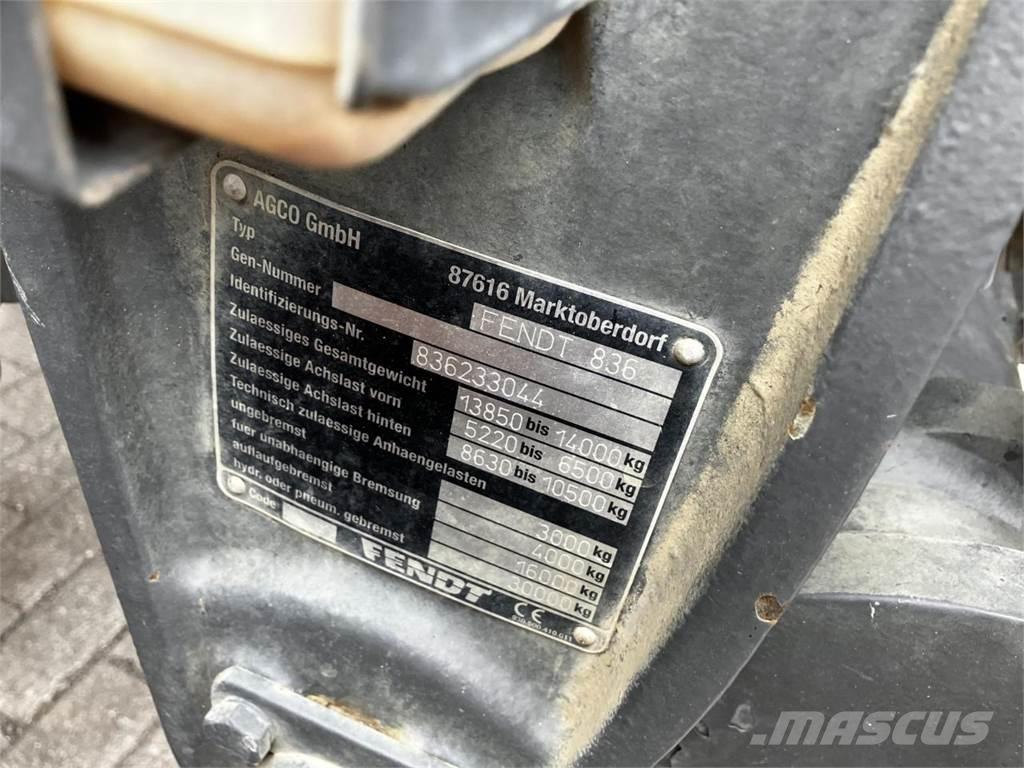 AGCO GmbH
87616 Marktoberdorf
Typ FENDT 836
Gen-Nummer
Identifizierungs-Nr. 836233044
Zulaessiges Gesamtgewicht 13850 bis 14000 kg
Zulaessige Achslast vorn 5220 bis 6500 kg
Zulaessige Achslast hinten 8630 bis 10500 kg
Technisch zulaessige Anhaengelasten
ungebremst 3000 kg
fuer unabhaengige Bremsung 4000 kg
auflaufgebremst 16000 kg
hydr. oder pneum. gebremst 30000 kg
Code FENDT CE
MASCUS